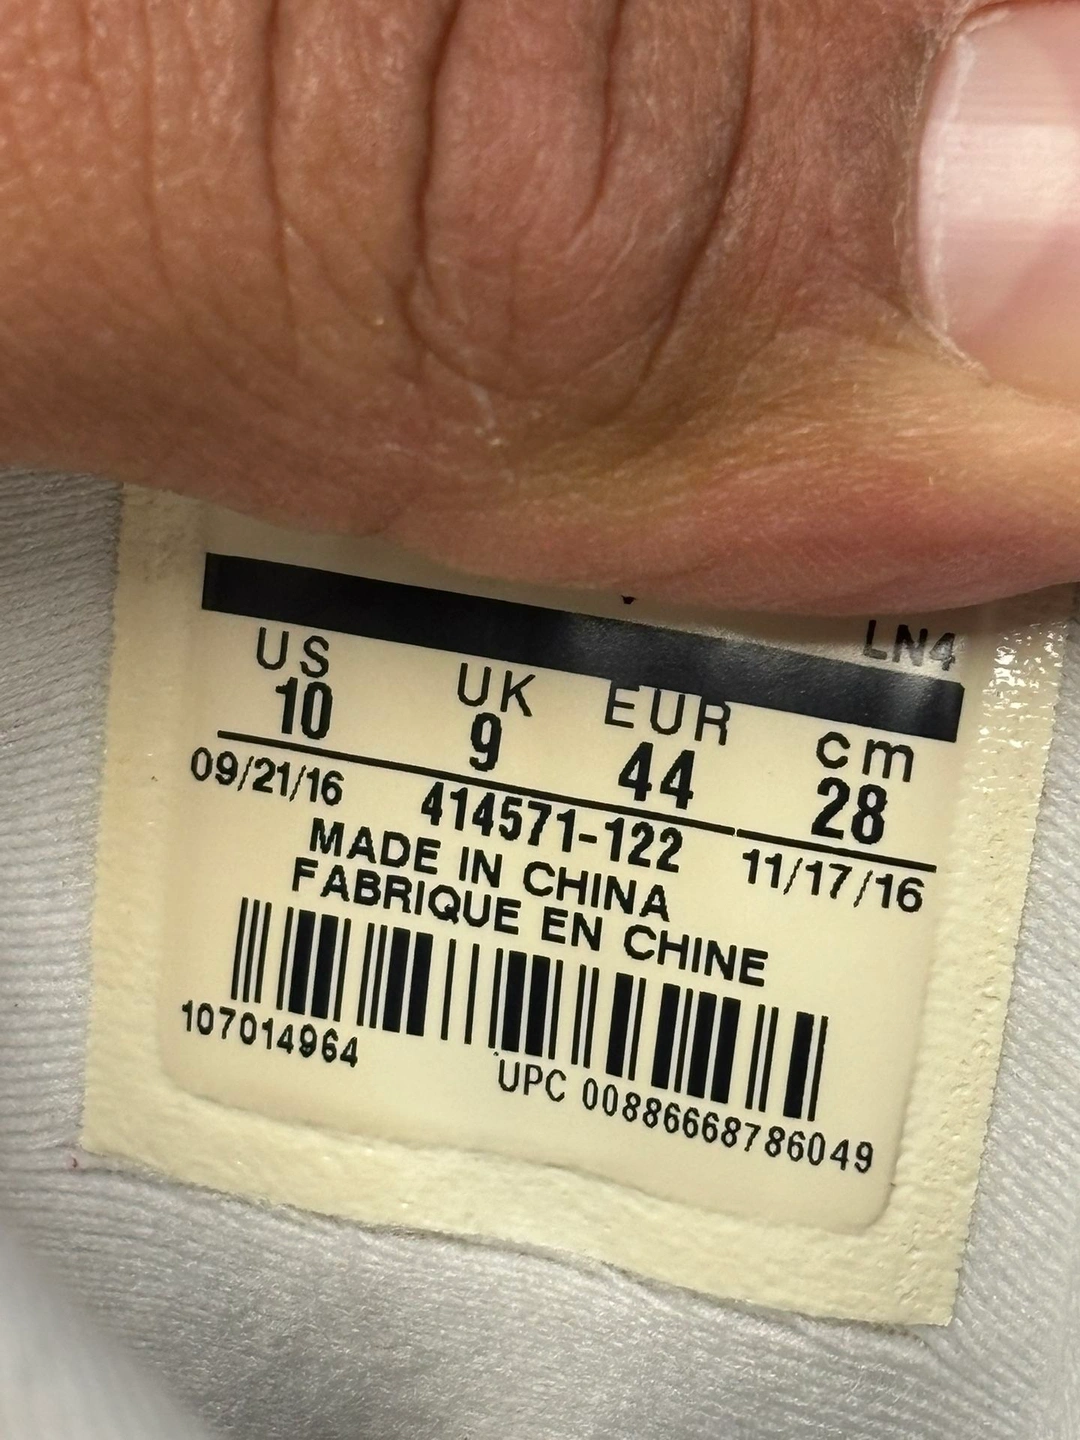 LN4
US UK EUR cm
10 9 44 28
09/21/16 414571-122 11/17/16
MADE IN CHINA
FABRIQUE EN CHINE
107014964
UPC 00886668786049